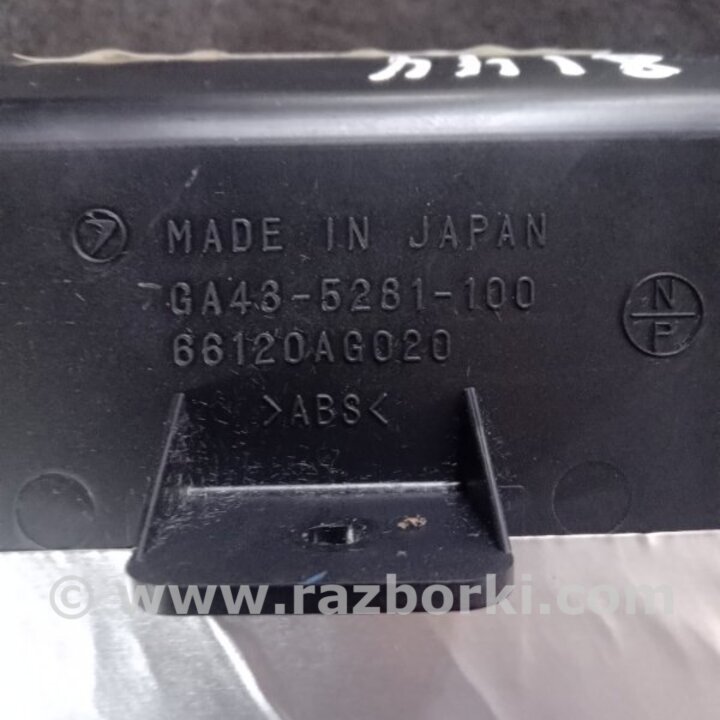 MADE IN JAPAN
GA43-5281-100
66120AG020
>ABS<
N
P
© www.razborki.com